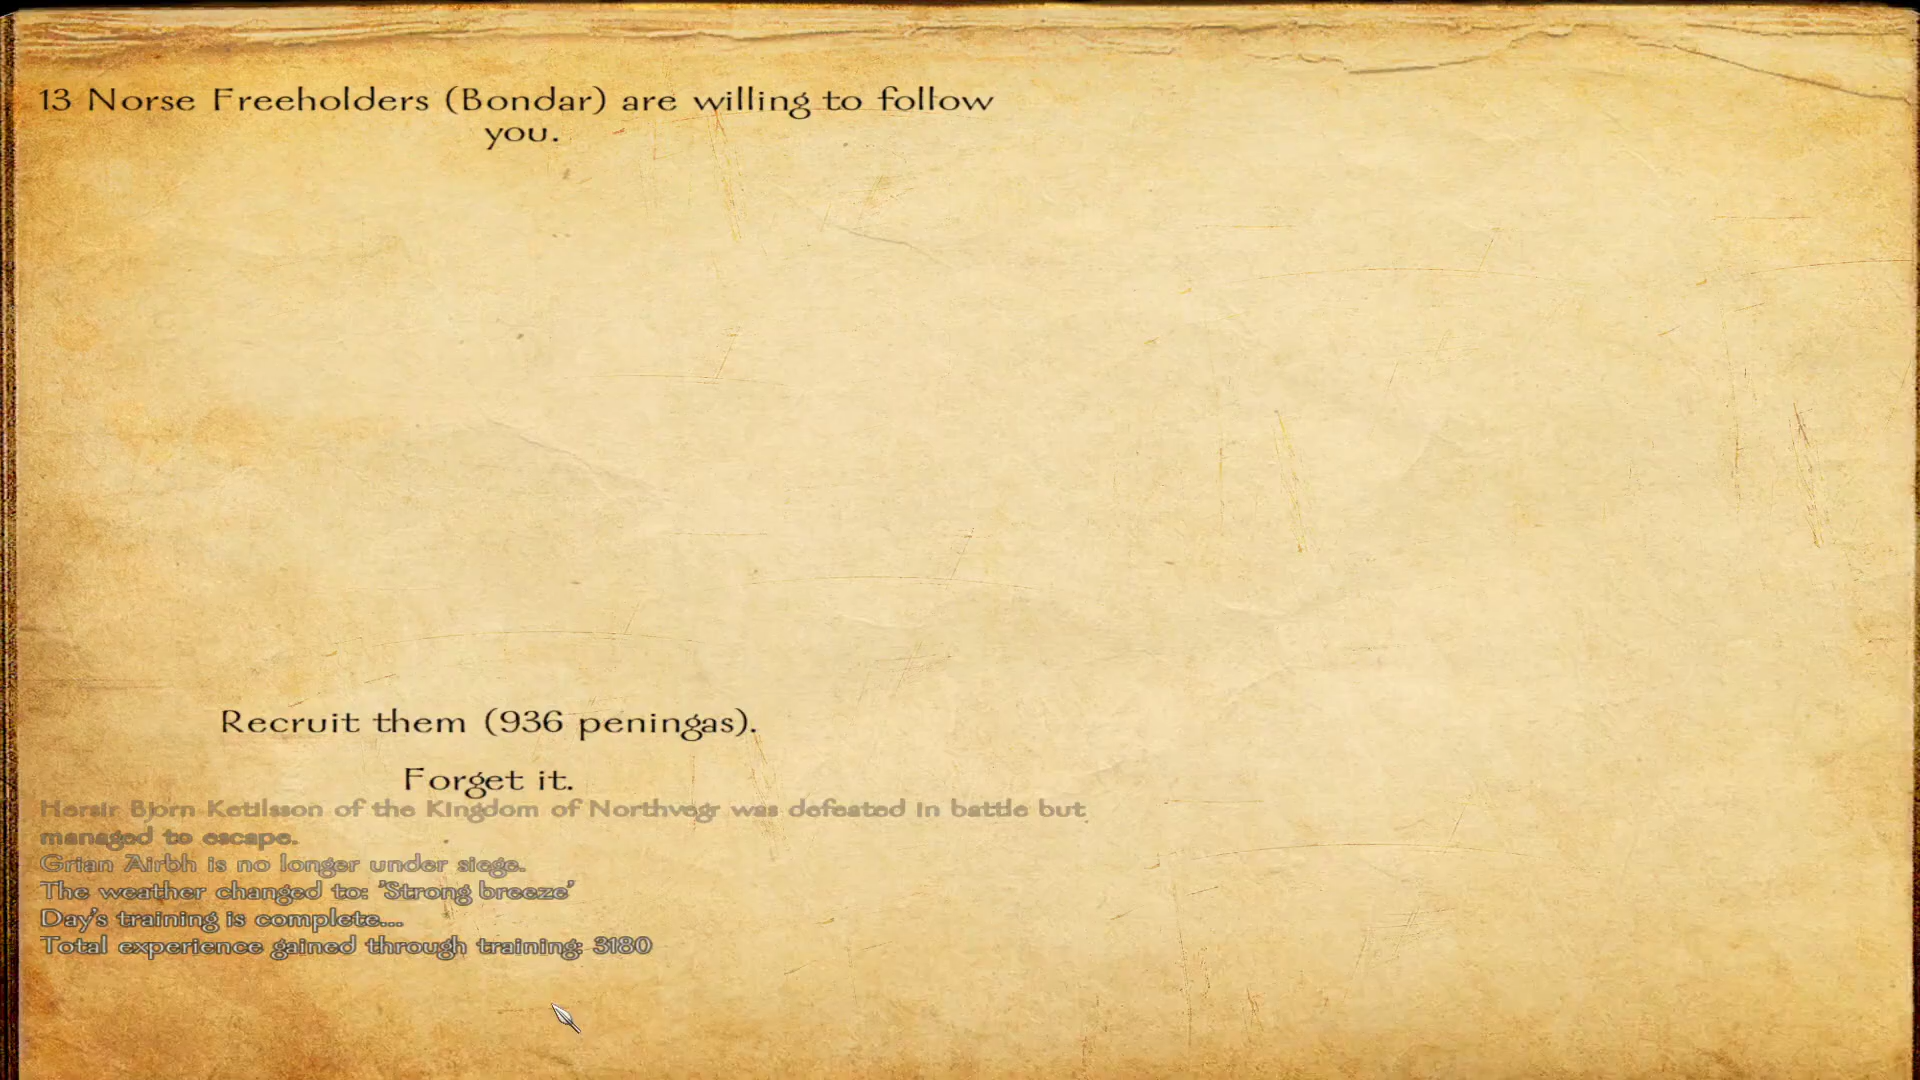 13 Norse Freeholders (Bondar) are willing to follow
you.
Recruit them (936 peningas).
Forget it.
Hersir Bjorn Ketilsson of the Kingdom of Northvegr was defeated in battle but
managed to escape.
Grian Airbh is no longer under siege.
The weather changed to: 'Strong breeze'
Day's training is complete...
Total experience gained through training: 3180